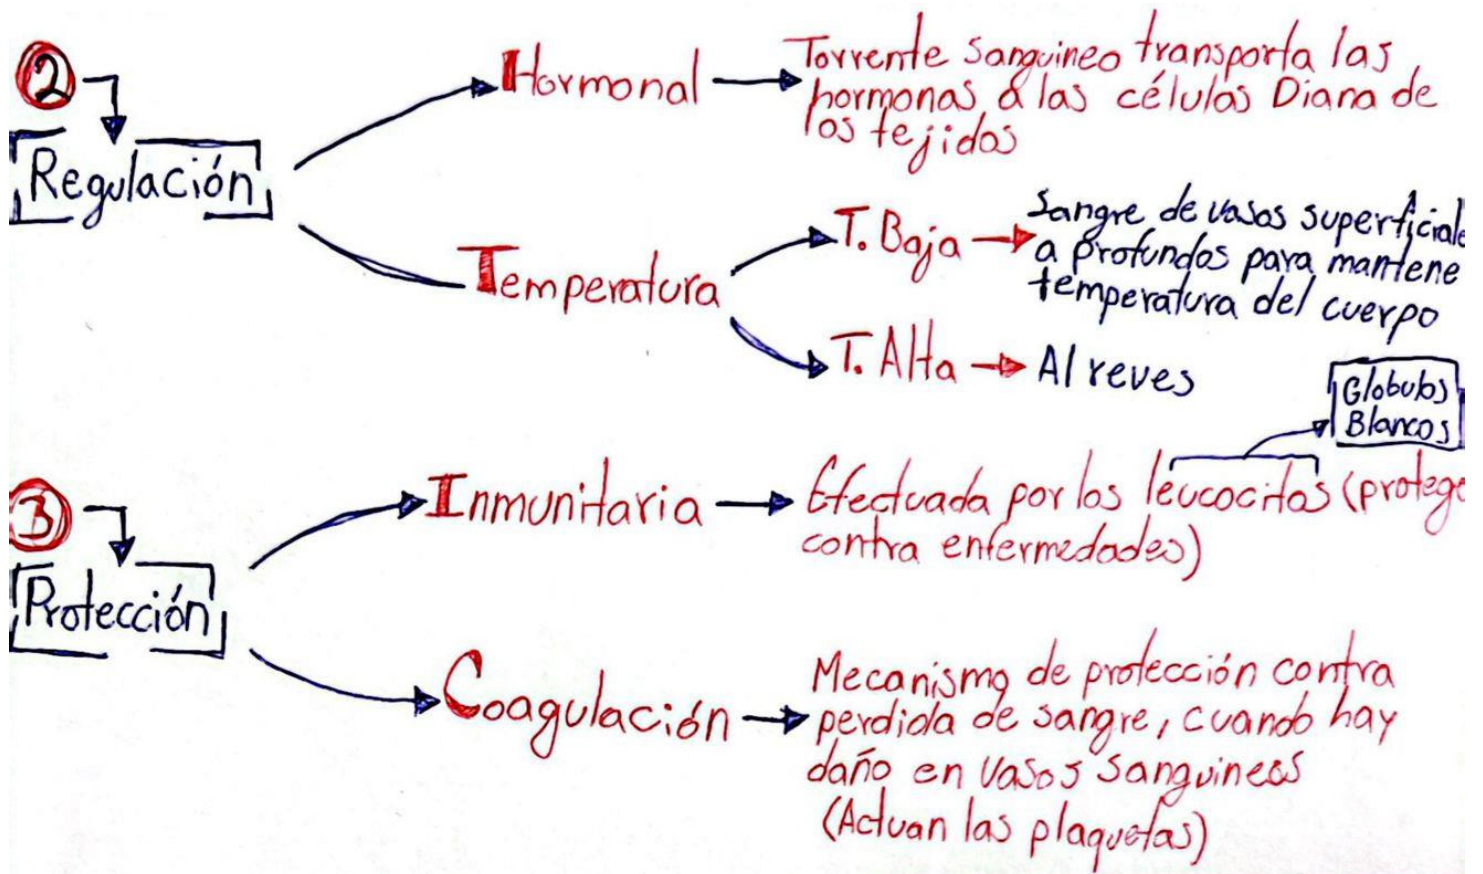 2
Regulación
Hormonal
Torrente sanguineo transporta las
hormonas a las células Diana de
los tejidos
Temperatura
T. Baja
Sangre de vasos superficiale
a profundos para mantene
temperatura del cuerpo
T. Alta
Al reves
Globulos
Blancos
3
Protección
Inmunitaria
Efectuada por los leucocitos (protege
contra enfermedades)
Coagulación
Mecanismo de protección contra
perdida de sangre, cuando hay
daño en vasos sanguineos
(Actuan las plaquetas)